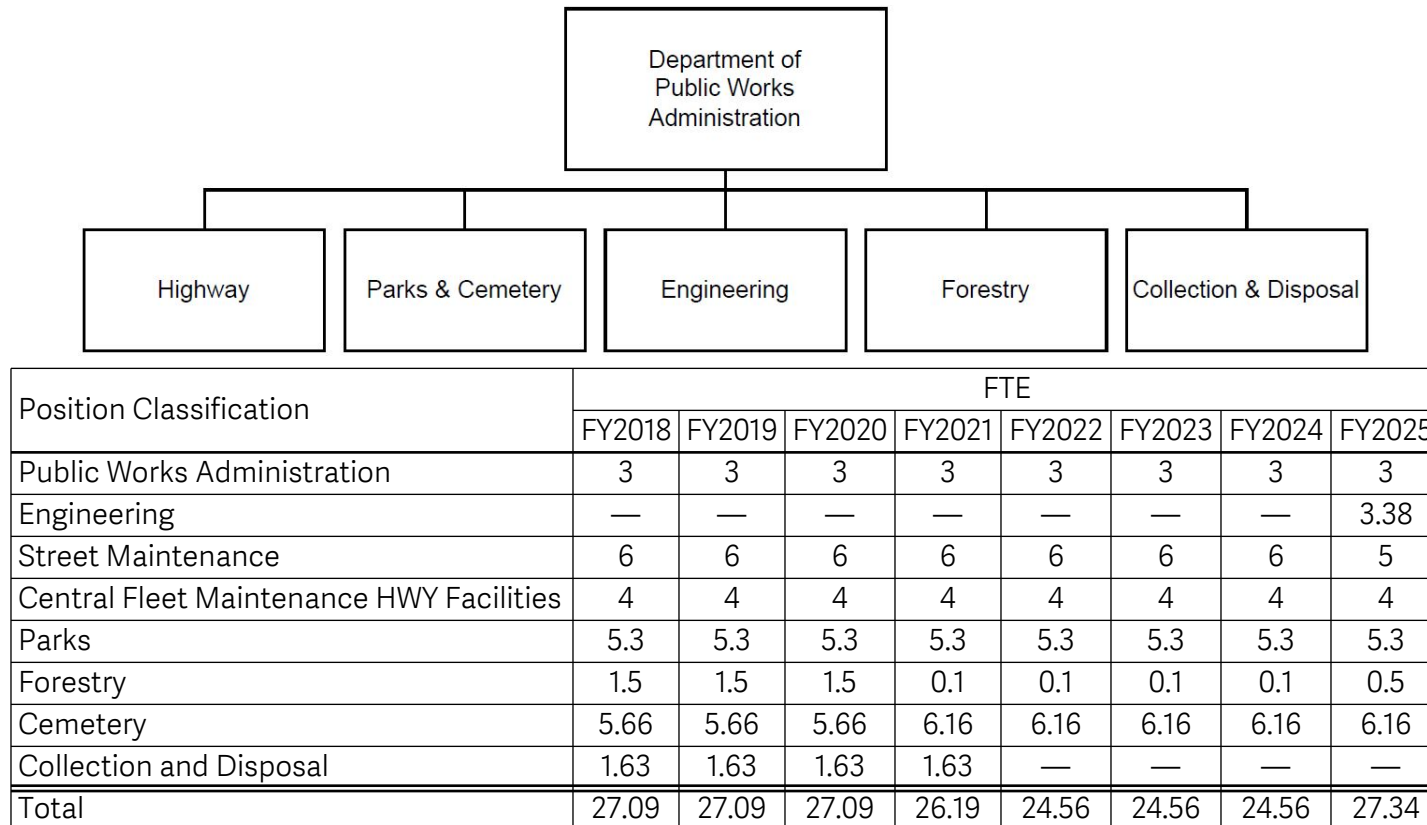 Department of
Public Works
Administration
Highway
Parks & Cemetery
Engineering
Forestry
Collection & Disposal
Position Classification FTE
FY2018 FY2019 FY2020 FY2021 FY2022 FY2023 FY2024 FY2025
Public Works Administration 3 3 3 3 3 3 3 3
Engineering — — — — — — — 3.38
Street Maintenance 6 6 6 6 6 6 6 5
Central Fleet Maintenance HWY Facilities 4 4 4 4 4 4 4 4
Parks 5.3 5.3 5.3 5.3 5.3 5.3 5.3 5.3
Forestry 1.5 1.5 1.5 0.1 0.1 0.1 0.1 0.5
Cemetery 5.66 5.66 5.66 6.16 6.16 6.16 6.16 6.16
Collection and Disposal 1.63 1.63 1.63 1.63 — — — —
Total 27.09 27.09 27.09 26.19 24.56 24.56 24.56 27.34